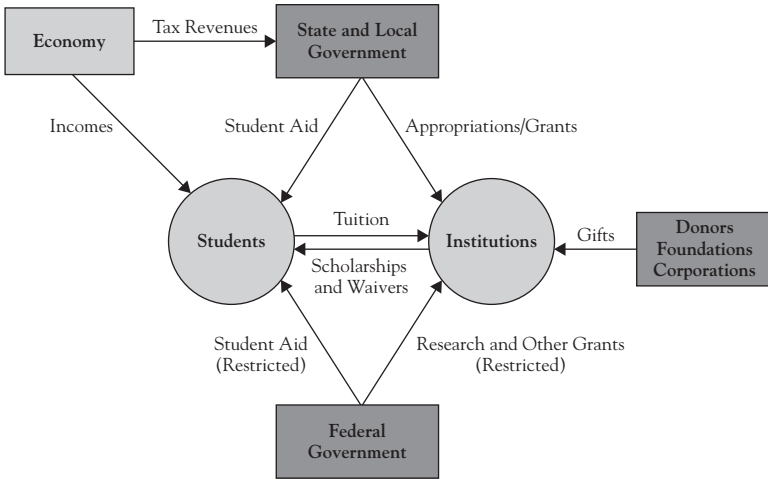 Economy
Tax Revenues
State and Local
Government
Incomes
Student Aid
Appropriations/Grants
Students
Tuition
Institutions
Gifts
Donors
Foundations
Corporations
Scholarships
and Waivers
Student Aid
(Restricted)
Research and Other Grants
(Restricted)
Federal
Government